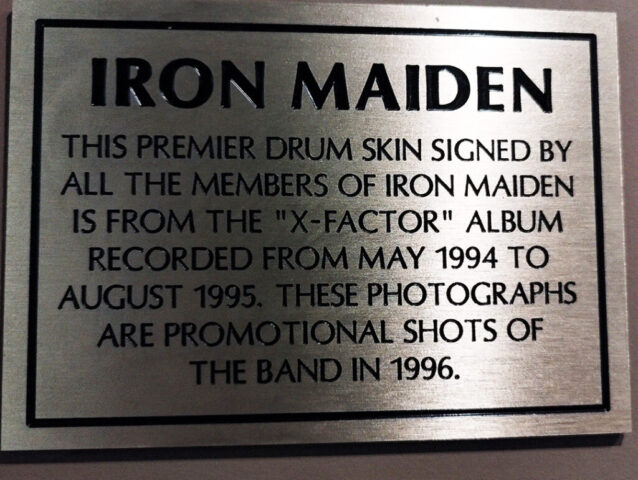 IRON MAIDEN
THIS PREMIER DRUM SKIN SIGNED BY
ALL THE MEMBERS OF IRON MAIDEN
IS FROM THE "X-FACTOR" ALBUM
RECORDED FROM MAY 1994 TO
AUGUST 1995. THESE PHOTOGRAPHS
ARE PROMOTIONAL SHOTS OF
THE BAND IN 1996.